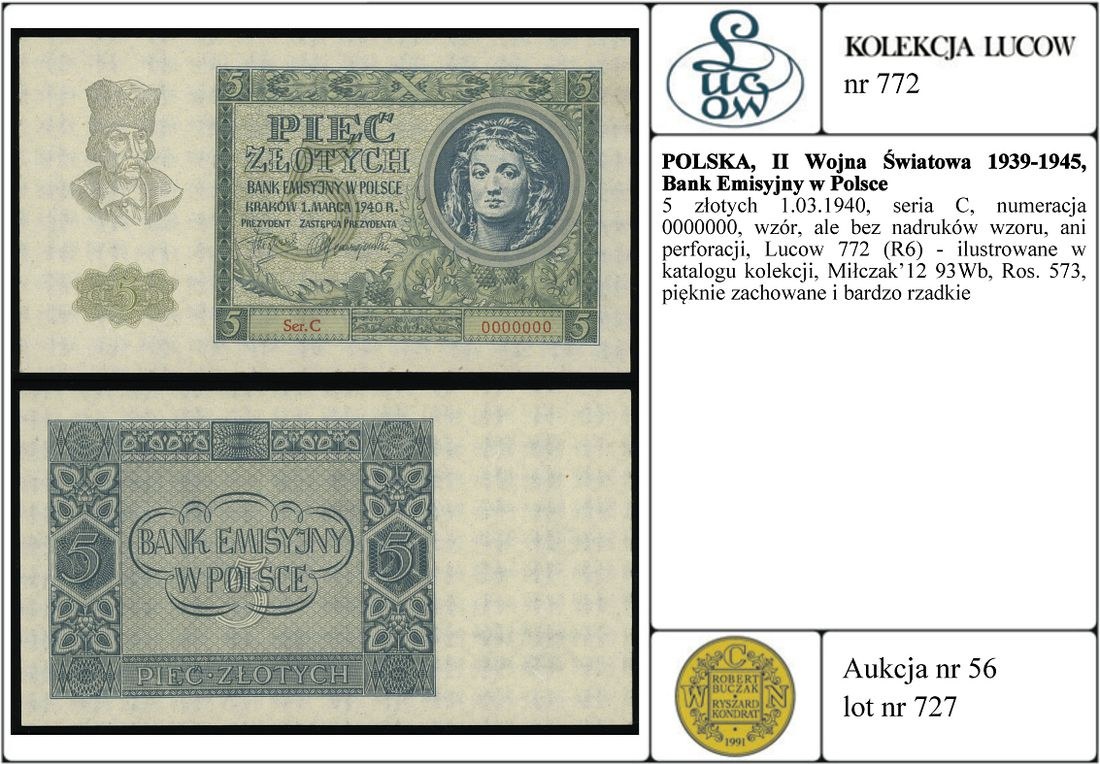 5 5
PIĘĆ
ZŁOTYCH
BANK EMISYJNY W POLSCE
KRAKÓW 1. MARCA 1940 R.
PREZYDENT ZASTĘPCA PREZYDENTA
5
5 5
Ser. C 0000000
BANK EMISYJNY
W POLSCE
5 5 5
PIĘĆ·ZŁOTYCH
LUCOW
KOLEKCJA LUCOW
nr 772
POLSKA, II Wojna Światowa 1939-1945,
Bank Emisyjny w Polsce
5 złotych 1.03.1940, seria C, numeracja
0000000, wzór, ale bez nadruków wzoru, ani
perforacji, Lucow 772 (R6) - ilustrowane w
katalogu kolekcji, Miłczak’12 93Wb, Ros. 573,
pięknie zachowane i bardzo rzadkie
W C N
ROBERT
BUCZAK
RYSZARD
KONDRAT
1991
Aukcja nr 56
lot nr 727